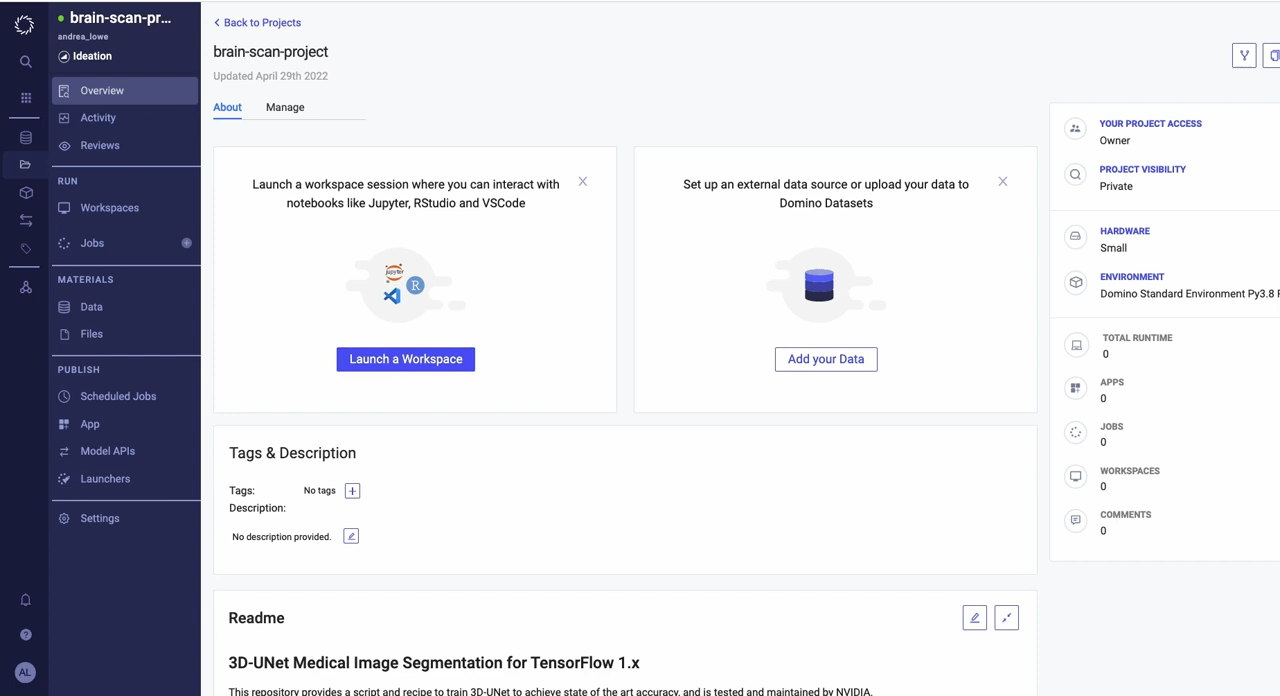 brain-scan-pr...
andrea_lowe
Ideation
Overview
Activity
Reviews
RUN
Workspaces
Jobs
MATERIALS
Data
Files
PUBLISH
Scheduled Jobs
App
Model APIs
Launchers
Settings
AL
Back to Projects
brain-scan-project
Updated April 29th 2022
About Manage
Launch a workspace session where you can interact with
notebooks like Jupyter, RStudio and VSCode
jupyter
R
Launch a Workspace
Set up an external data source or upload your data to
Domino Datasets
Add your Data
Tags & Description
Tags: No tags
Description:
No description provided.
Readme
3D-UNet Medical Image Segmentation for TensorFlow 1.x
This repository provides a script and recipe to train 3D-UNet to achieve state of the art accuracy, and is tested and maintained by NVIDIA.
YOUR PROJECT ACCESS
Owner
PROJECT VISIBILITY
Private
HARDWARE
Small
ENVIRONMENT
Domino Standard Environment Py3.8
TOTAL RUNTIME
0
APPS
0
JOBS
0
WORKSPACES
0
COMMENTS
0